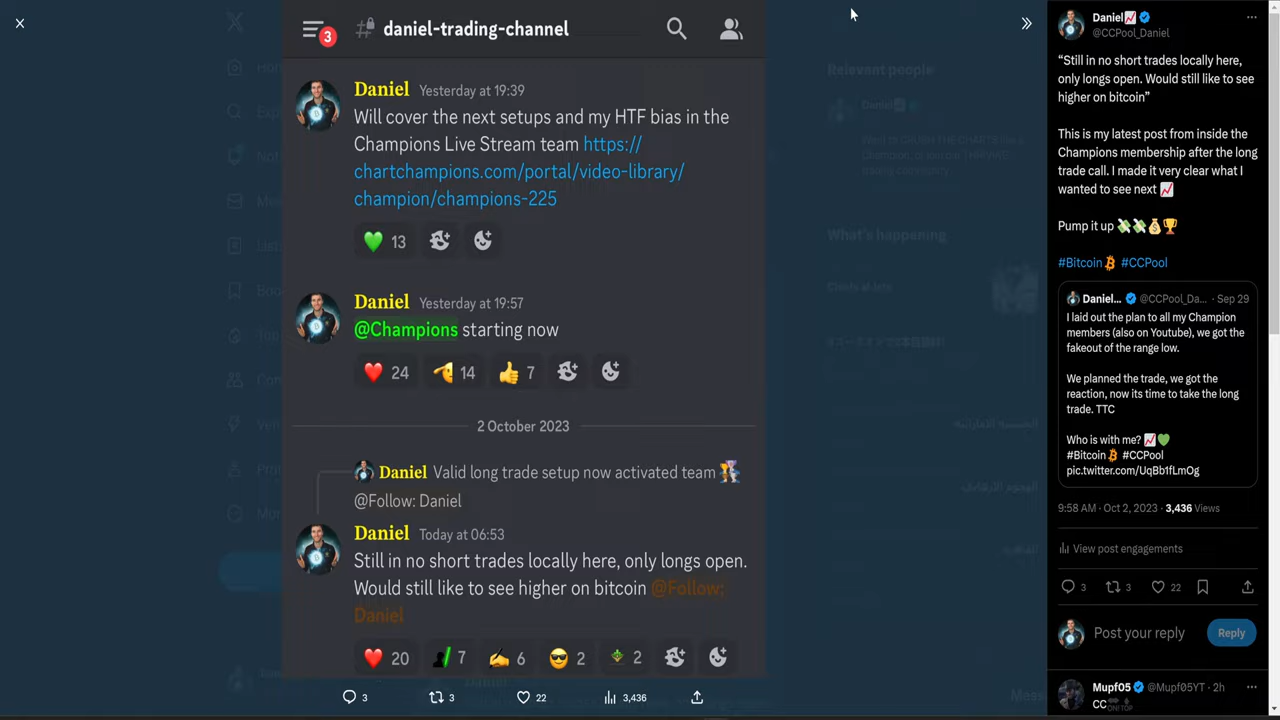 3
daniel-trading-channel
Daniel Yesterday at 19:39
Will cover the next setups and my HTF bias in the
Champions Live Stream team https://
chartchampions.com/portal/video-library/
champion/champions-225
13
Daniel Yesterday at 19:57
@Champions starting now
24 14 7
2 October 2023
Daniel Valid long trade setup now activated team
@Follow: Daniel
Daniel Today at 06:53
Still in no short trades locally here, only longs open.
Would still like to see higher on bitcoin @Follow:
Daniel
20 7 6 2 2
3 3 22 3,436
Relevant people
What's happening
Daniel
@CCPool_Daniel
“Still in no short trades locally here,
only longs open. Would still like to see
higher on bitcoin”
This is my latest post from inside the
Champions membership after the long
trade call. I made it very clear what I
wanted to see next
Pump it up
#Bitcoin #CCPool
Daniel... @CCPool_Da... · Sep 29
I laid out the plan to all my Champion
members (also on Youtube), we got the
fakeout of the range low.
We planned the trade, we got the
reaction, now its time to take the long
trade. TTC
Who is with me?
#Bitcoin #CCPool
pic.twitter.com/UqBb1fLmOg
9:58 AM · Oct 2, 2023 · 3,436 Views
View post engagements
3 3 22
Post your reply Reply
Mupf05 @Mupf05YT · 2h
CC